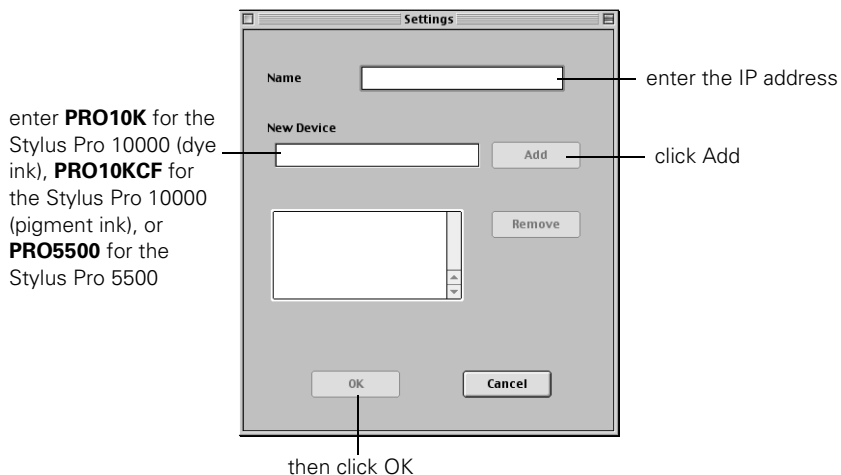 Settings
Name
enter the IP address
enter PRO10K for the
Stylus Pro 10000 (dye
ink), PRO10KCF for
the Stylus Pro 10000
(pigment ink), or
PRO5500 for the
Stylus Pro 5500
New Device
Add
click Add
Remove
OK
Cancel
then click OK